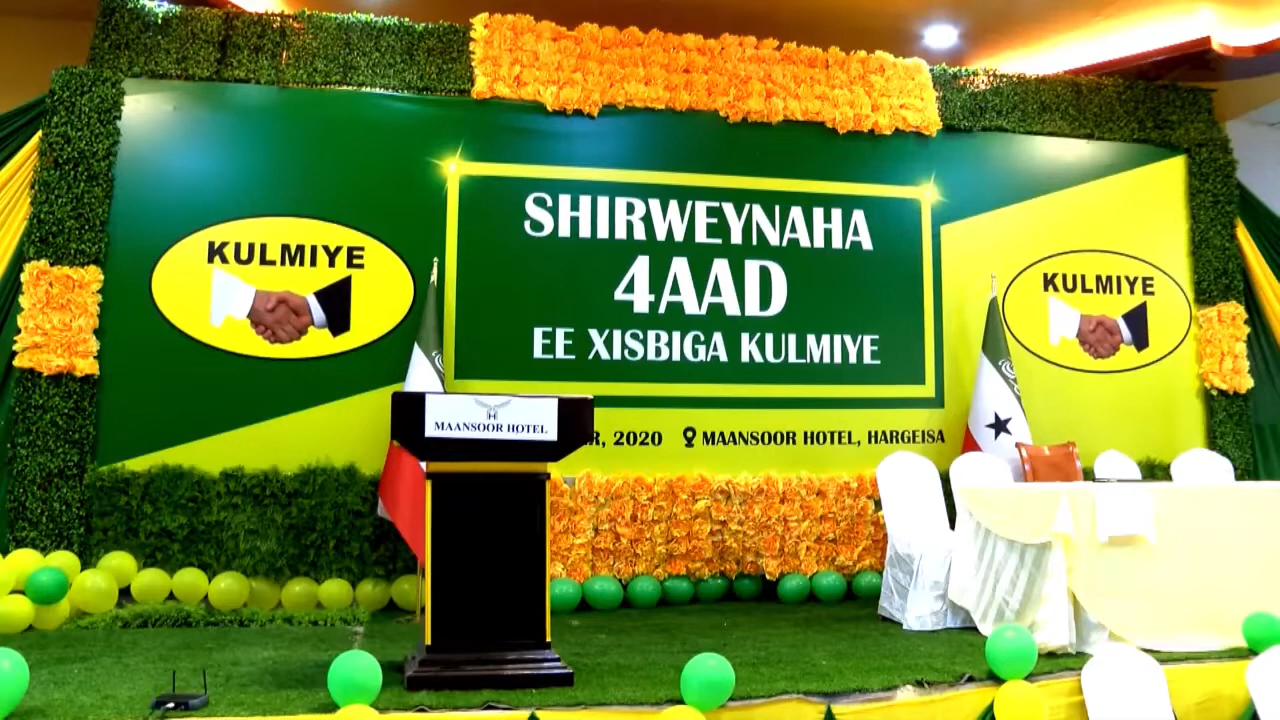 KULMIYE
SHIRWEYNAHA
4AAD
EE XISBIGA KULMIYE
KULMIYE
MAANSOOR HOTEL
, 2020 MAANSOOR HOTEL, HARGEISA